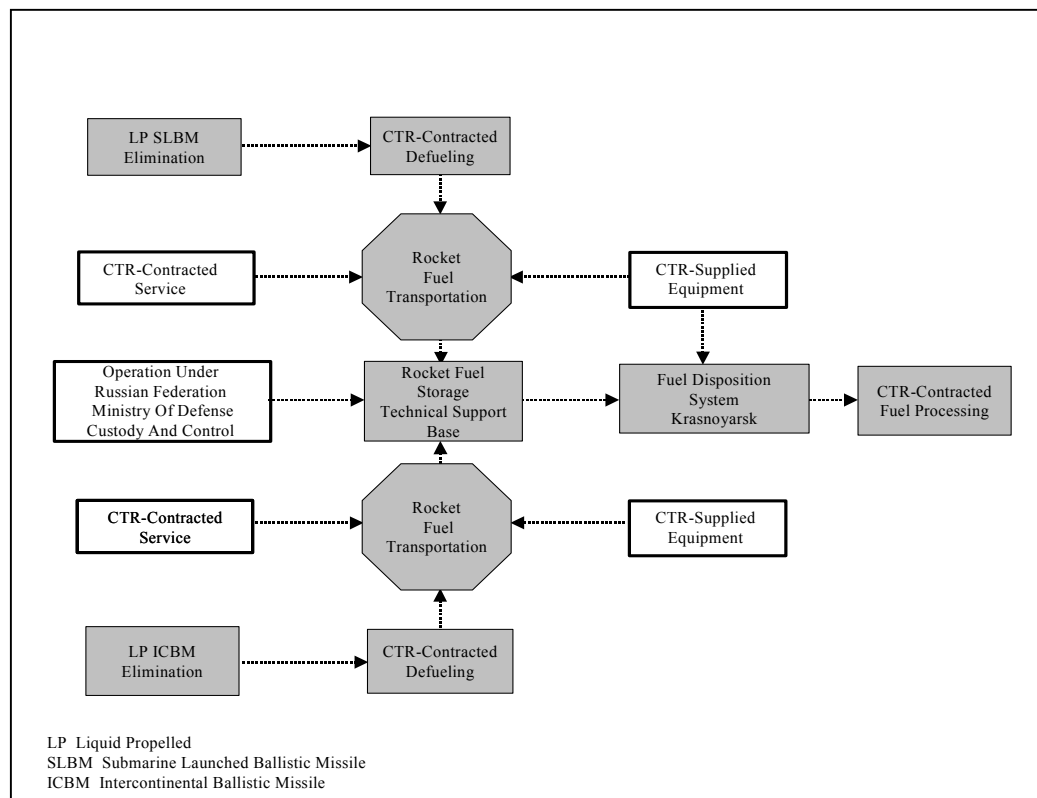 LP SLBM
Elimination
CTR-Contracted
Defueling
Rocket
Fuel
Transportation
CTR-Contracted
Service
CTR-Supplied
Equipment
Operation Under
Russian Federation
Ministry Of Defense
Custody And Control
Rocket Fuel
Storage
Technical Support
Base
Fuel Disposition
System
Krasnoyarsk
CTR-Contracted
Fuel Processing
CTR-Contracted
Service
Rocket
Fuel
Transportation
CTR-Supplied
Equipment
LP ICBM
Elimination
CTR-Contracted
Defueling
LP Liquid Propelled
SLBM Submarine Launched Ballistic Missile
ICBM Intercontinental Ballistic Missile